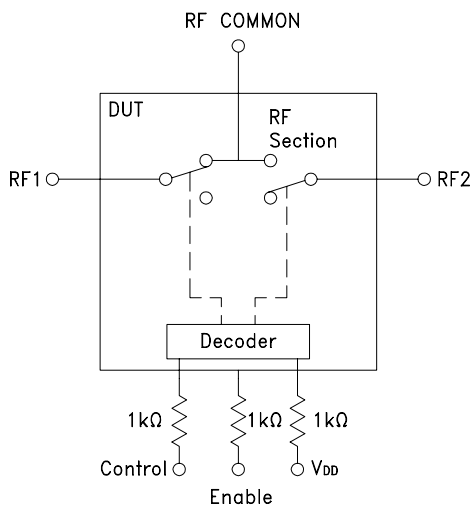 RF COMMON
DUT
RF
Section
RF1
RF2
Decoder
1kΩ
1kΩ
1kΩ
Control
VDD
Enable